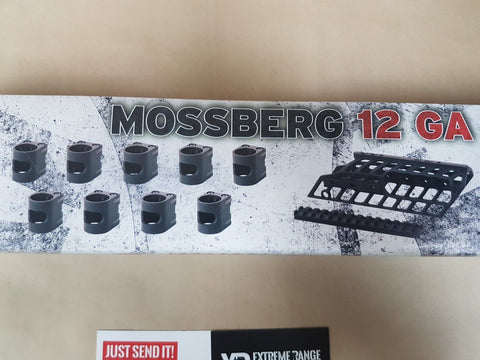 MOSSBERG 12 GA
JUST SEND IT!
XR EXTREME RANGE